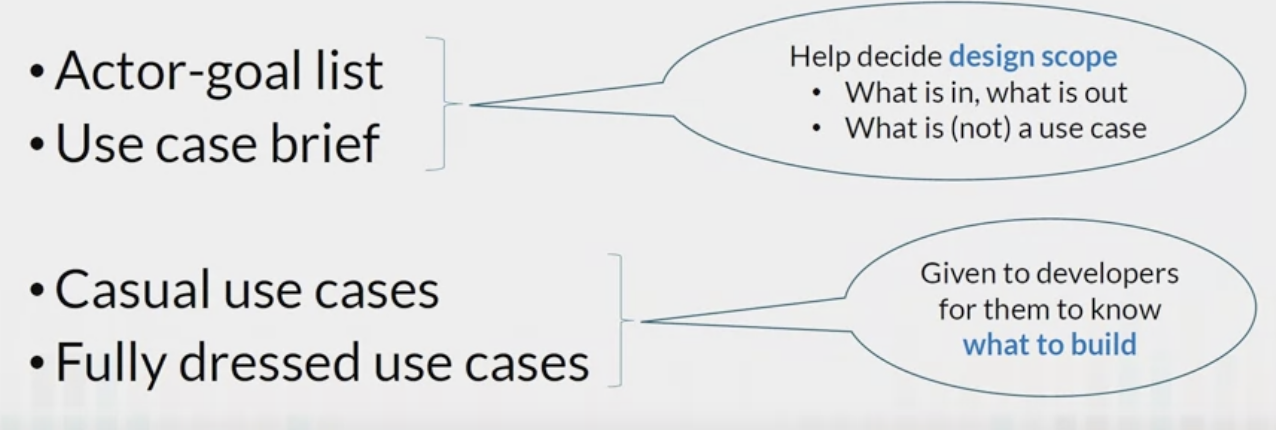 • Actor-goal list
• Use case brief
Help decide design scope
• What is in, what is out
• What is (not) a use case
• Casual use cases
• Fully dressed use cases
Given to developers
for them to know
what to build